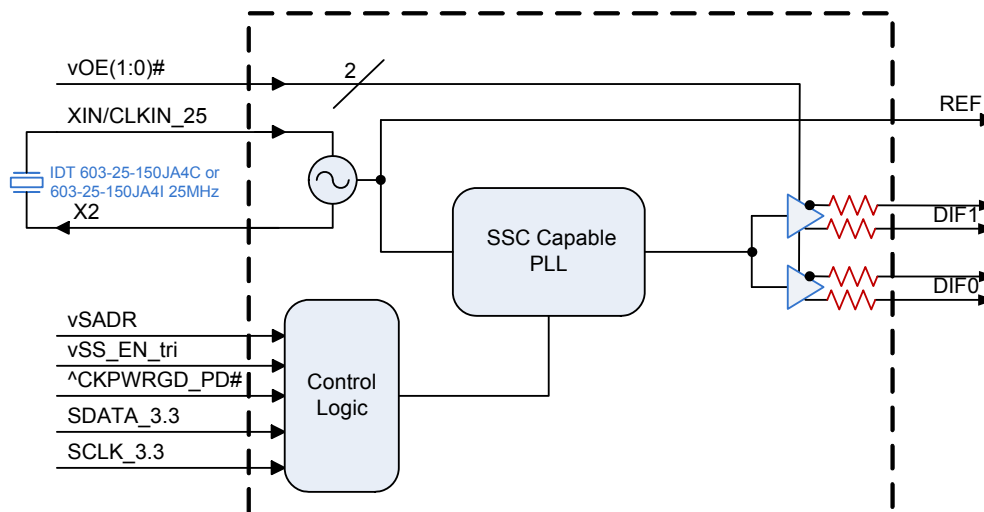 vOE(1:0)#
2
XIN/CLKIN_25
REF
IDT 603-25-150JA4C or
603-25-150JA4I 25MHz
X2
DIF1
SSC Capable
PLL
DIF0
vSADR
vSS_EN_tri
^CKPWRGD_PD#
Control
Logic
SDATA_3.3
SCLK_3.3